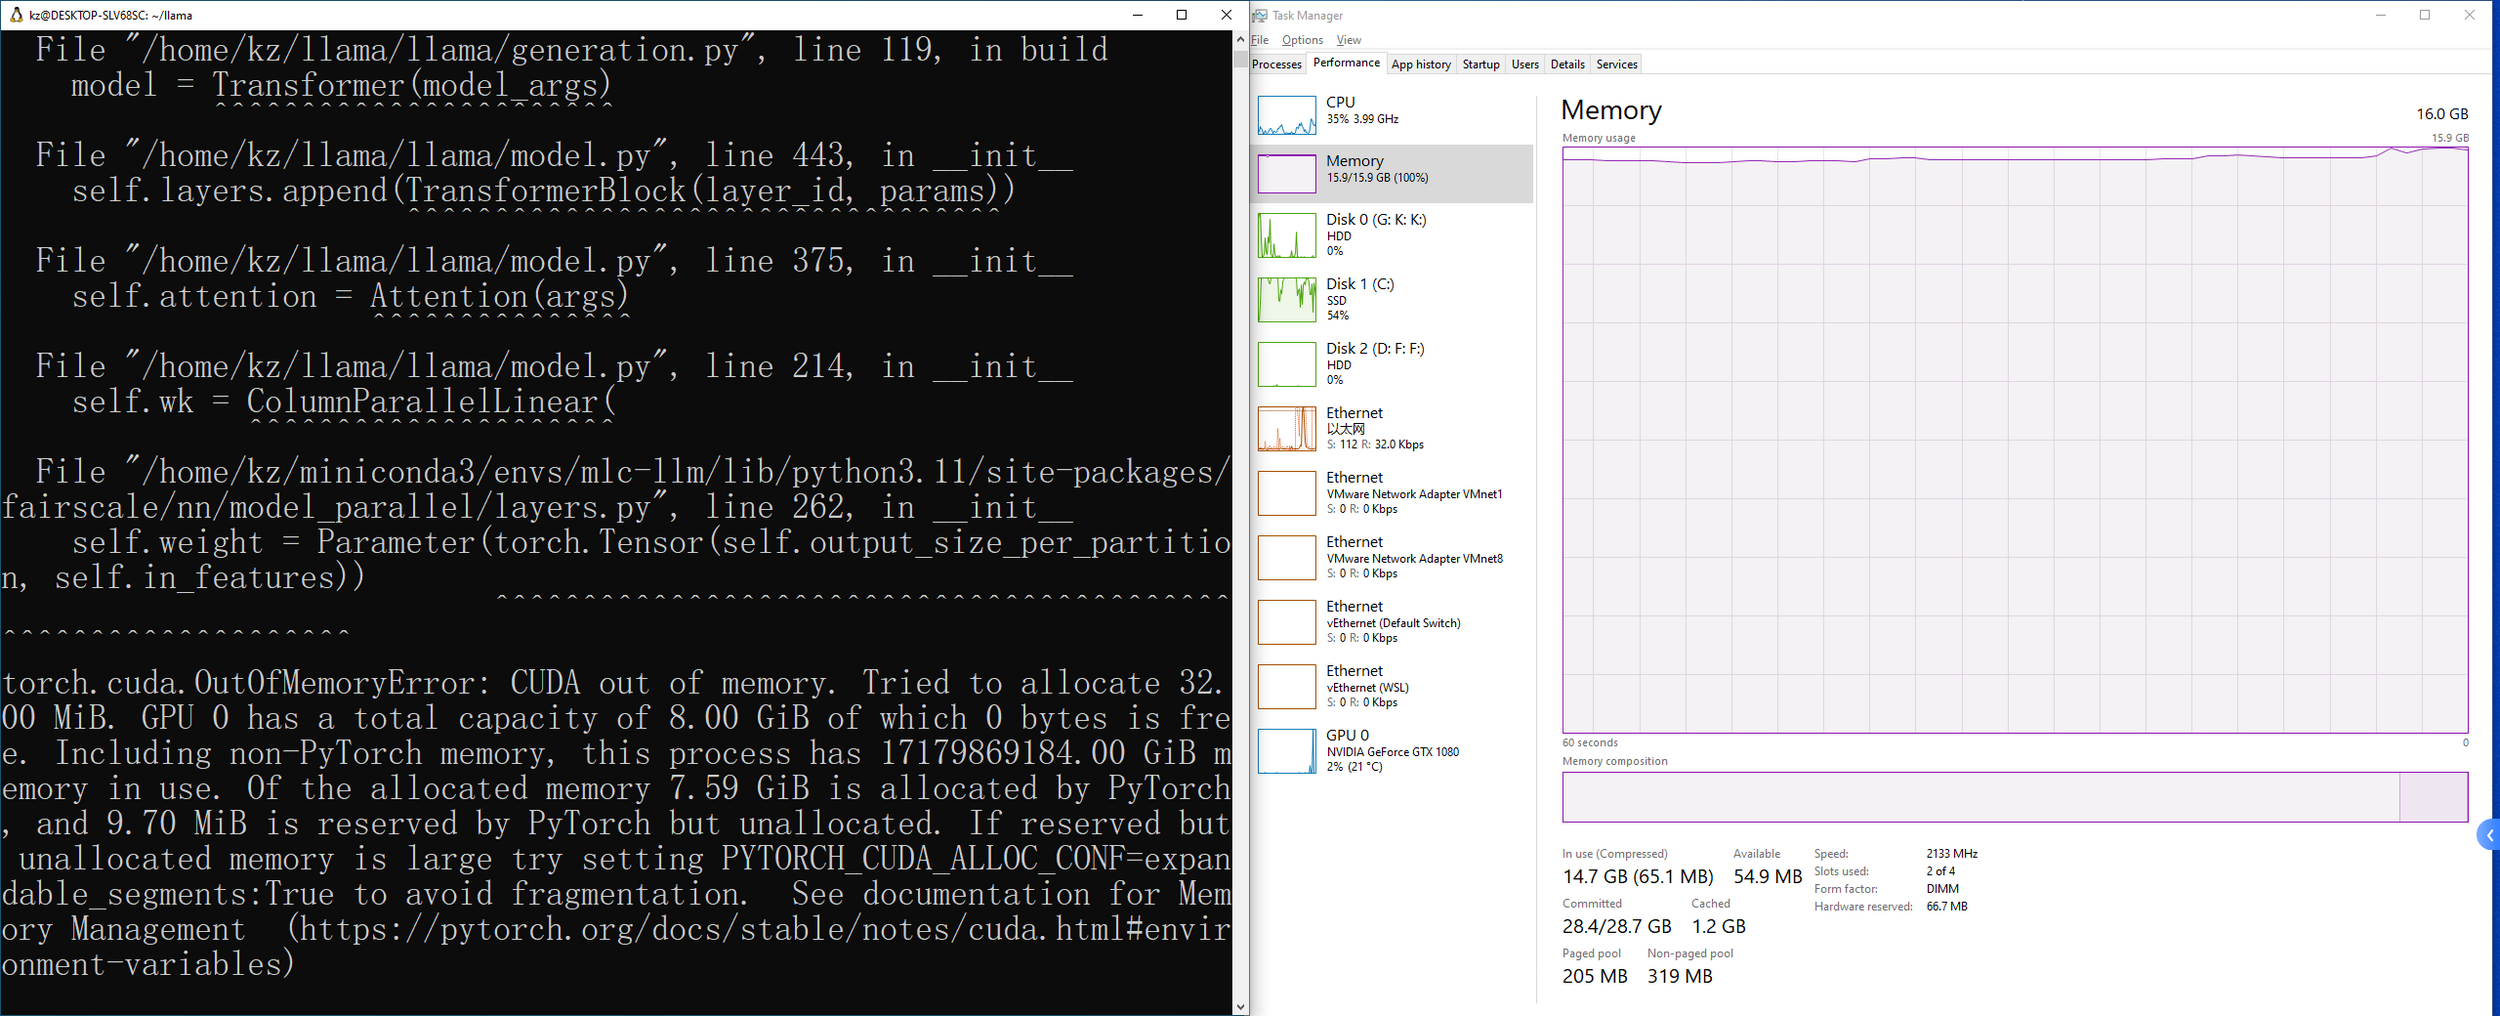 kz@DESKTOP-SLV68SC: ~/llama
  File "/home/kz/llama/llama/generation.py", line 119, in build
    model = Transformer(model_args)
            ^^^^^^^^^^^^^^^^^^^^^^^
  File "/home/kz/llama/llama/model.py", line 443, in __init__
    self.layers.append(TransformerBlock(layer_id, params))
                       ^^^^^^^^^^^^^^^^^^^^^^^^^^^^^^^^^^
  File "/home/kz/llama/llama/model.py", line 375, in __init__
    self.attention = Attention(args)
                     ^^^^^^^^^^^^^^^
  File "/home/kz/llama/llama/model.py", line 214, in __init__
    self.wk = ColumnParallelLinear(
              ^^^^^^^^^^^^^^^^^^^^^
  File "/home/kz/miniconda3/envs/mlc-llm/lib/python3.11/site-packages/
fairscale/nn/model_parallel/layers.py", line 262, in __init__
    self.weight = Parameter(torch.Tensor(self.output_size_per_partitio
n, self.in_features))
                            ^^^^^^^^^^^^^^^^^^^^^^^^^^^^^^^^^^^^^^^^^^
^^^^^^^^^^^^^^^^^^^^
torch.cuda.OutOfMemoryError: CUDA out of memory. Tried to allocate 32.
00 MiB. GPU 0 has a total capacity of 8.00 GiB of which 0 bytes is fre
e. Including non-PyTorch memory, this process has 17179869184.00 GiB m
emory in use. Of the allocated memory 7.59 GiB is allocated by PyTorch
, and 9.70 MiB is reserved by PyTorch but unallocated. If reserved but
 unallocated memory is large try setting PYTORCH_CUDA_ALLOC_CONF=expan
dable_segments:True to avoid fragmentation.  See documentation for Mem
ory Management  (https://pytorch.org/docs/stable/notes/cuda.html#envir
onment-variables)
Task Manager
File Options View
Processes Performance App history Startup Users Details Services
CPU
35% 3.99 GHz
Memory
15.9/15.9 GB (100%)
Disk 0 (G: K: K:)
HDD
0%
Disk 1 (C:)
SSD
54%
Disk 2 (D: F: F:)
HDD
0%
Ethernet
以太网
S: 112 R: 32.0 Kbps
Ethernet
VMware Network Adapter VMnet1
S: 0 R: 0 Kbps
Ethernet
VMware Network Adapter VMnet8
S: 0 R: 0 Kbps
Ethernet
vEthernet (Default Switch)
S: 0 R: 0 Kbps
Ethernet
vEthernet (WSL)
S: 0 R: 0 Kbps
GPU 0
NVIDIA GeForce GTX 1080
2% (21 °C)
Memory 16.0 GB
Memory usage 15.9 GB
60 seconds 0
Memory composition
In use (Compressed) Available
14.7 GB (65.1 MB) 54.9 MB
Committed Cached
28.4/28.7 GB 1.2 GB
Paged pool Non-paged pool
205 MB 319 MB
Speed: 2133 MHz
Slots used: 2 of 4
Form factor: DIMM
Hardware reserved: 66.7 MB